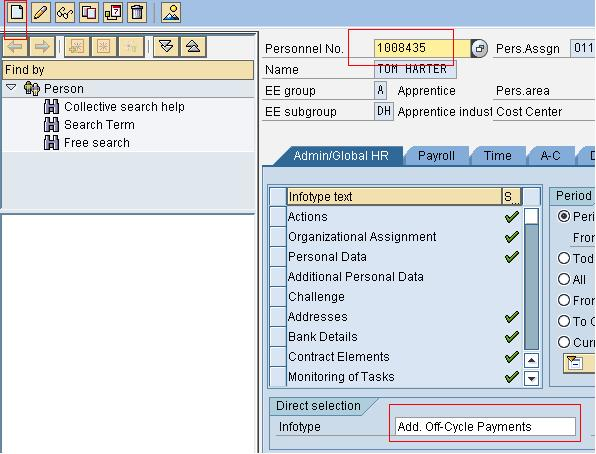 Personnel No. 1008435 Pers.Assgn 011
Name TOM HARTER
EE group A Apprentice Pers.area
EE subgroup DH Apprentice indust Cost Center
Find by
Person
Collective search help
Search Term
Free search
Admin/Global HR Payroll Time A-C D
Infotype text S..
Actions
Organizational Assignment
Personal Data
Additional Personal Data
Challenge
Addresses
Bank Details
Contract Elements
Monitoring of Tasks
Period
Peri
Fron
Tod
All
Fron
To C
Curr
Direct selection
Infotype Add. Off-Cycle Payments